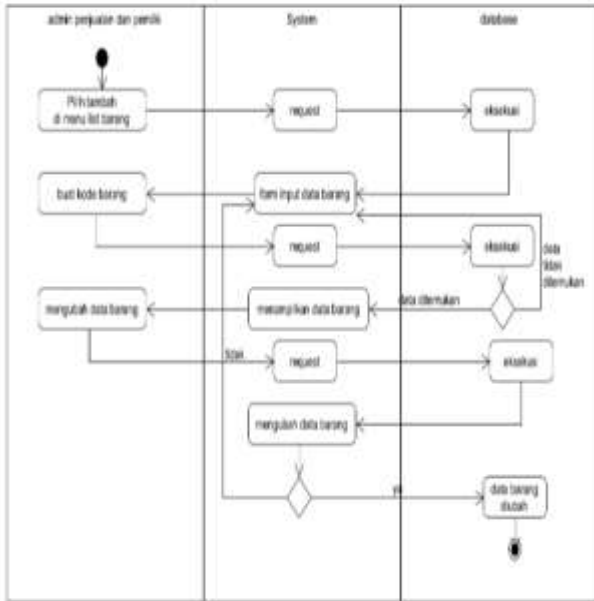 admin penjualan dan pemilik
System
database
Pilih tambah
di menu list barang
request
eksekusi
buat kode barang
form input data barang
request
eksekusi
data
tidak
ditemukan
mengubah data barang
menampilkan data barang
data ditemukan
tidak
request
eksekusi
mengubah data barang
ya
data barang
diubah